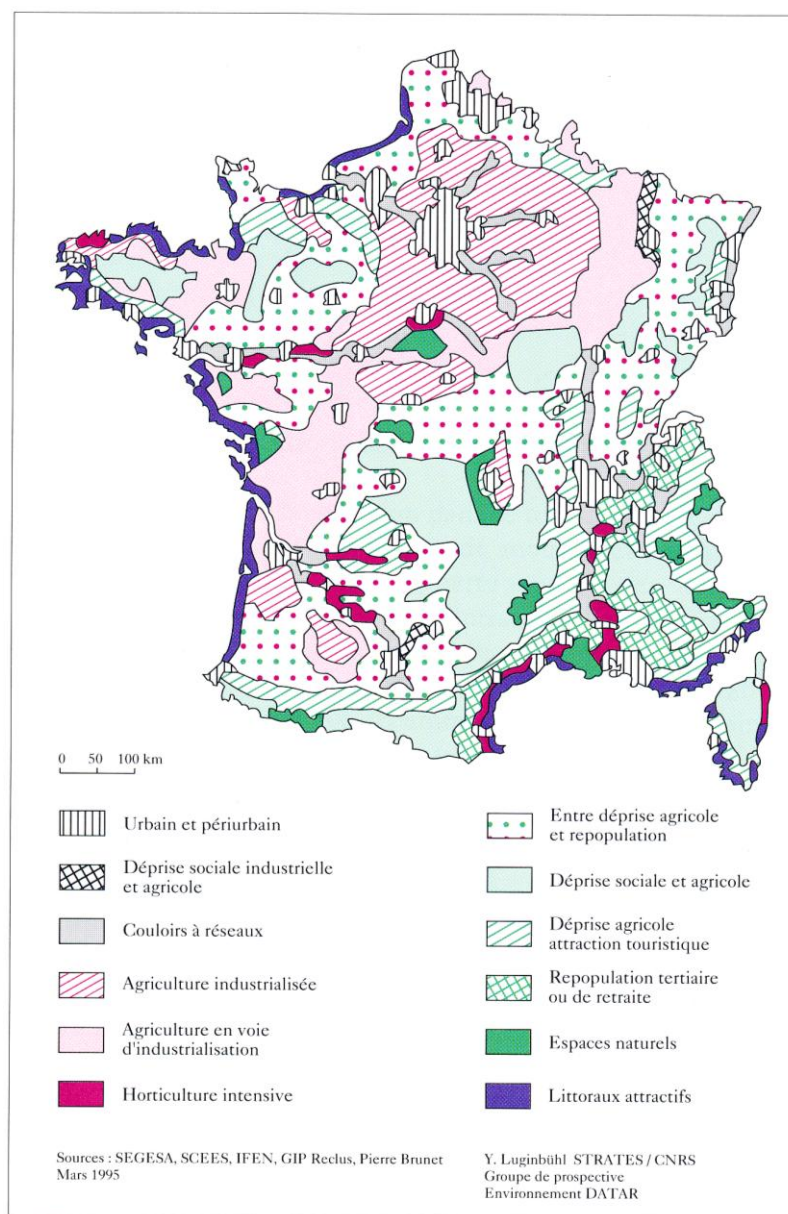 0 50 100 km
Urbain et périurbain
Déprise sociale industrielle
et agricole
Couloirs à réseaux
Agriculture industrialisée
Agriculture en voie
d'industrialisation
Horticulture intensive
Entre déprise agricole
et repopulation
Déprise sociale et agricole
Déprise agricole
attraction touristique
Repopulation tertiaire
ou de retraite
Espaces naturels
Littoraux attractifs
Sources : SEGESA, SCEES, IFEN, GIP Reclus, Pierre Brunet
Mars 1995
Y. Luginbühl STRATES / CNRS
Groupe de prospective
Environnement DATAR